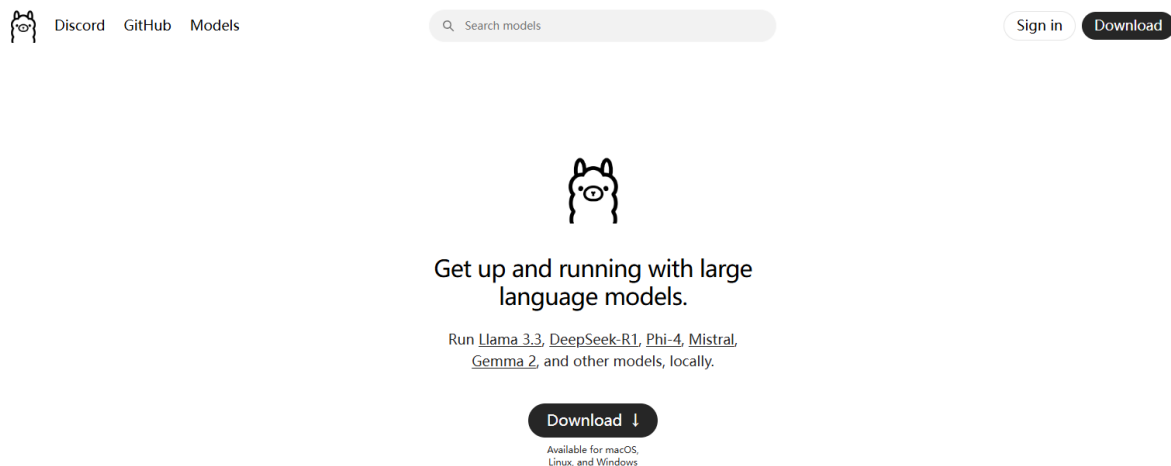 Discord GitHub Models Search models Sign in Download
Get up and running with large
language models.
Run Llama 3.3, DeepSeek-R1, Phi-4, Mistral,
Gemma 2, and other models, locally.
Download ↓
Available for macOS,
Linux, and Windows